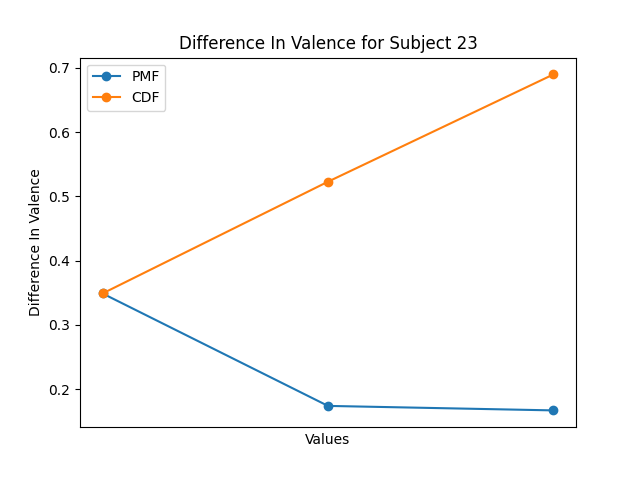 Difference In Valence for Subject 23
PMF
CDF
0.7
0.6
0.5
0.4
0.3
0.2
Difference In Valence
Values